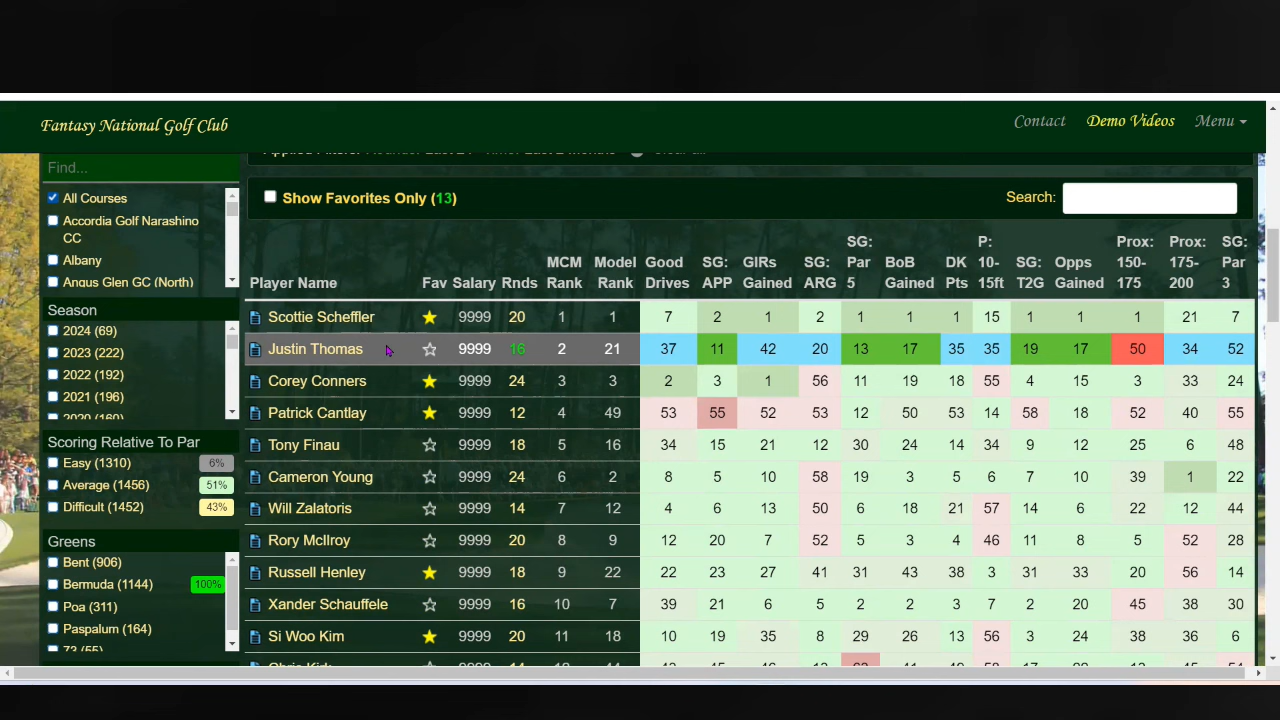 Fantasy National Golf Club
Contact Demo Videos Menu
Find...
All Courses
Accordia Golf Narashino
CC
Albany
Angus Glen GC (North)
Season
2024 (69)
2023 (222)
2022 (192)
2021 (196)
2020 (160)
Scoring Relative To Par
Easy (1310) 6%
Average (1456) 51%
Difficult (1452) 43%
Greens
Bent (906)
Bermuda (1144) 100%
Poa (311)
Paspalum (164)
Show Favorites Only (13)
Search:
Player Name Fav Salary Rnds MCM Rank Model Rank Good Drives SG: APP GIRs Gained SG: ARG SG: Par 5 BoB Gained DK Pts P: 10-15ft SG: T2G Opps Gained Prox: 150-175 Prox: 175-200 SG: Par 3
Scottie Scheffler 9999 20 1 1 7 2 1 2 1 1 1 15 1 1 1 21 7
Justin Thomas 9999 16 2 21 37 11 42 20 13 17 35 35 19 17 50 34 52
Corey Conners 9999 24 3 3 2 3 1 56 11 19 18 55 4 15 3 33 24
Patrick Cantlay 9999 12 4 49 53 55 52 53 12 50 53 14 58 18 52 40 55
Tony Finau 9999 18 5 16 34 15 21 12 30 24 14 34 9 12 25 6 48
Cameron Young 9999 24 6 2 8 5 10 58 19 3 5 6 7 10 39 1 22
Will Zalatoris 9999 14 7 12 4 6 13 50 6 18 21 57 14 6 22 12 44
Rory McIlroy 9999 20 8 9 12 20 7 52 5 3 4 46 11 8 5 52 28
Russell Henley 9999 18 9 22 22 23 27 41 31 43 38 3 31 33 20 56 14
Xander Schauffele 9999 16 10 7 39 21 6 5 2 2 3 7 2 20 45 38 30
Si Woo Kim 9999 20 11 18 10 19 35 8 29 26 13 56 3 24 38 36 6